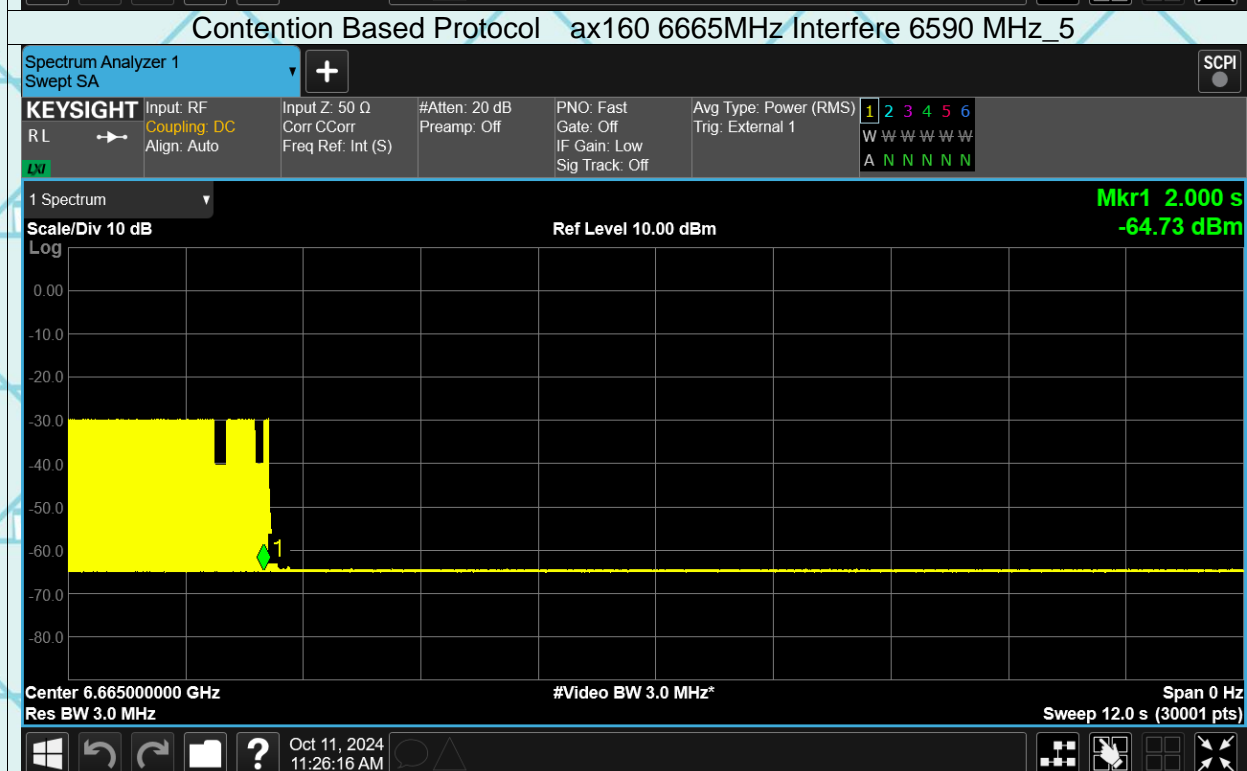 Contention Based Protocol ax160 6665MHz Interfere 6590 MHz_5
Spectrum Analyzer 1
Swept SA
+
SCPI
KEYSIGHT
RL
LXI
Input: RF
Coupling: DC
Align: Auto
Input Z: 50 Ω
Corr CCorr
Freq Ref: Int (S)
#Atten: 20 dB
Preamp: Off
PNO: Fast
Gate: Off
IF Gain: Low
Sig Track: Off
Avg Type: Power (RMS)
Trig: External 1
1 2 3 4 5 6
W W W W W W
A N N N N N
1 Spectrum
Mkr1 2.000 s
-64.73 dBm
Scale/Div 10 dB
Ref Level 10.00 dBm
Log
0.00
-10.0
-20.0
-30.0
-40.0
-50.0
-60.0
-70.0
-80.0
1
Center 6.665000000 GHz
#Video BW 3.0 MHz*
Span 0 Hz
Res BW 3.0 MHz
Sweep 12.0 s (30001 pts)
?
Oct 11, 2024
11:26:16 AM